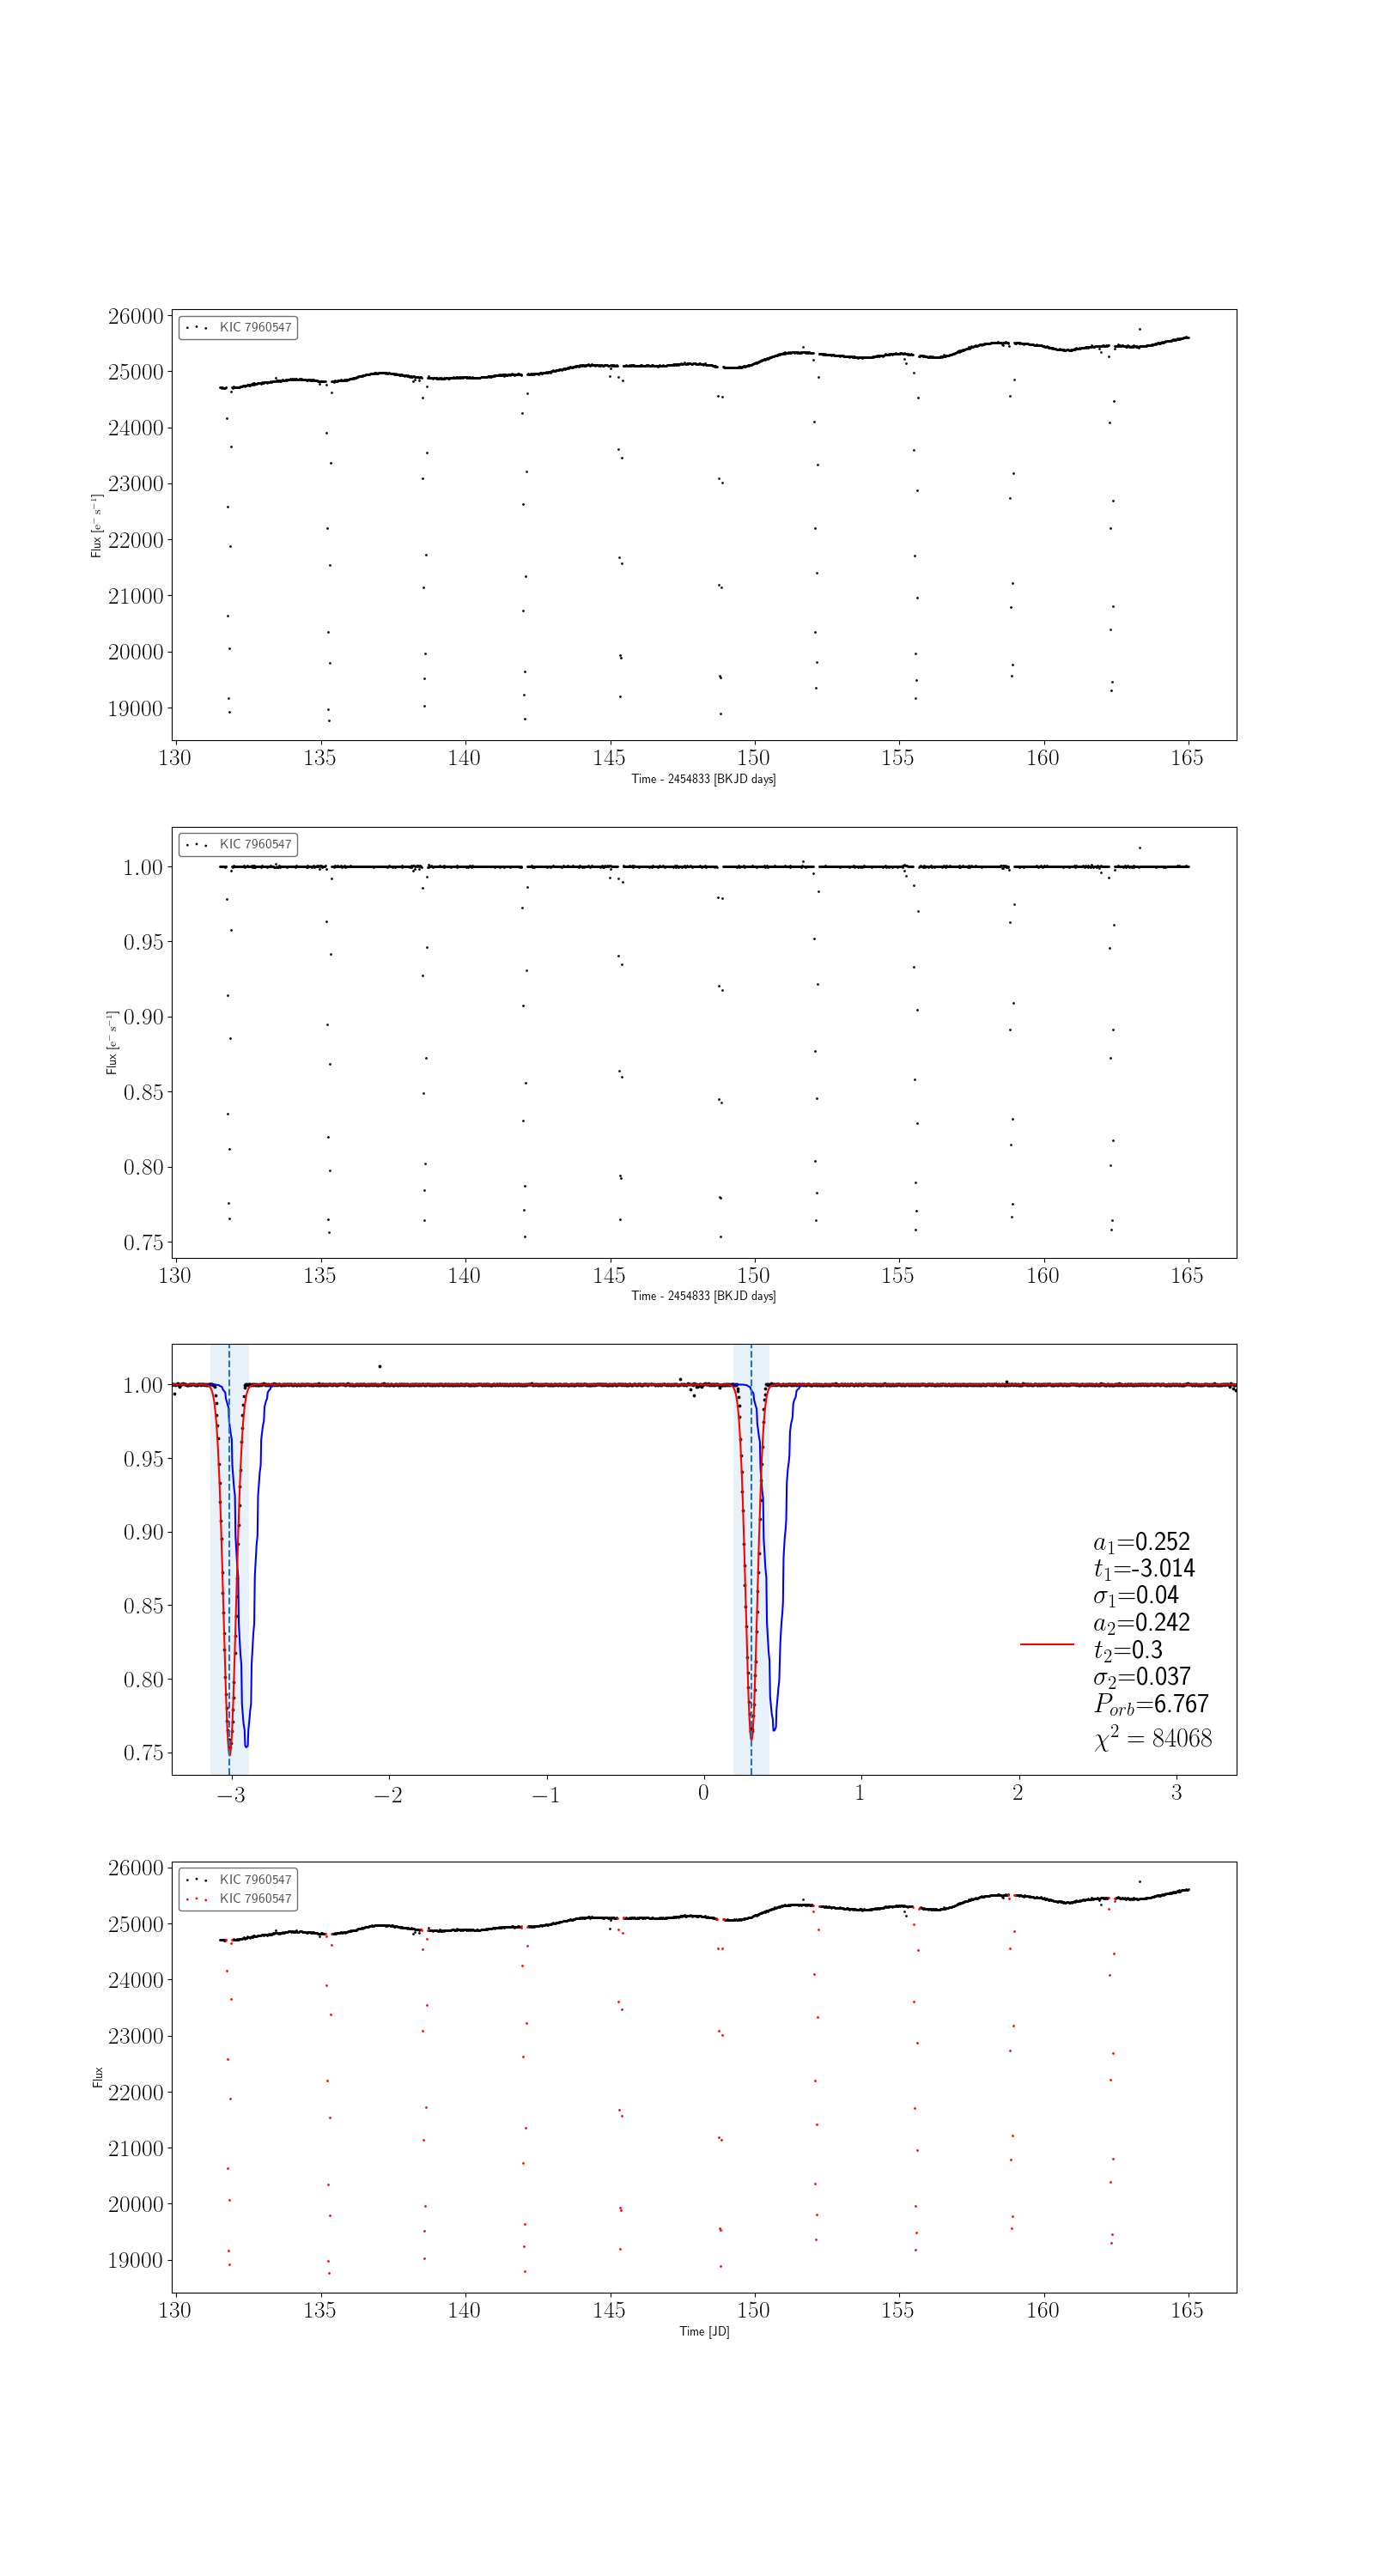 26000
25000
24000
23000
22000
21000
20000
19000
Flux [e⁻ s⁻¹]
KIC 7960547
130 135 140 145 150 155 160 165
Time - 2454833 [BKJD days]
1.00
0.95
0.90
0.85
0.80
0.75
Flux [e⁻ s⁻¹]
KIC 7960547
130 135 140 145 150 155 160 165
Time - 2454833 [BKJD days]
1.00
0.95
0.90
0.85
0.80
0.75
a₁=0.252
t₁=-3.014
σ₁=0.04
a₂=0.242
t₂=0.3
σ₂=0.037
P_orb=6.767
χ² = 84068
−3 −2 −1 0 1 2 3
26000
25000
24000
23000
22000
21000
20000
19000
Flux
KIC 7960547
KIC 7960547
130 135 140 145 150 155 160 165
Time [JD]